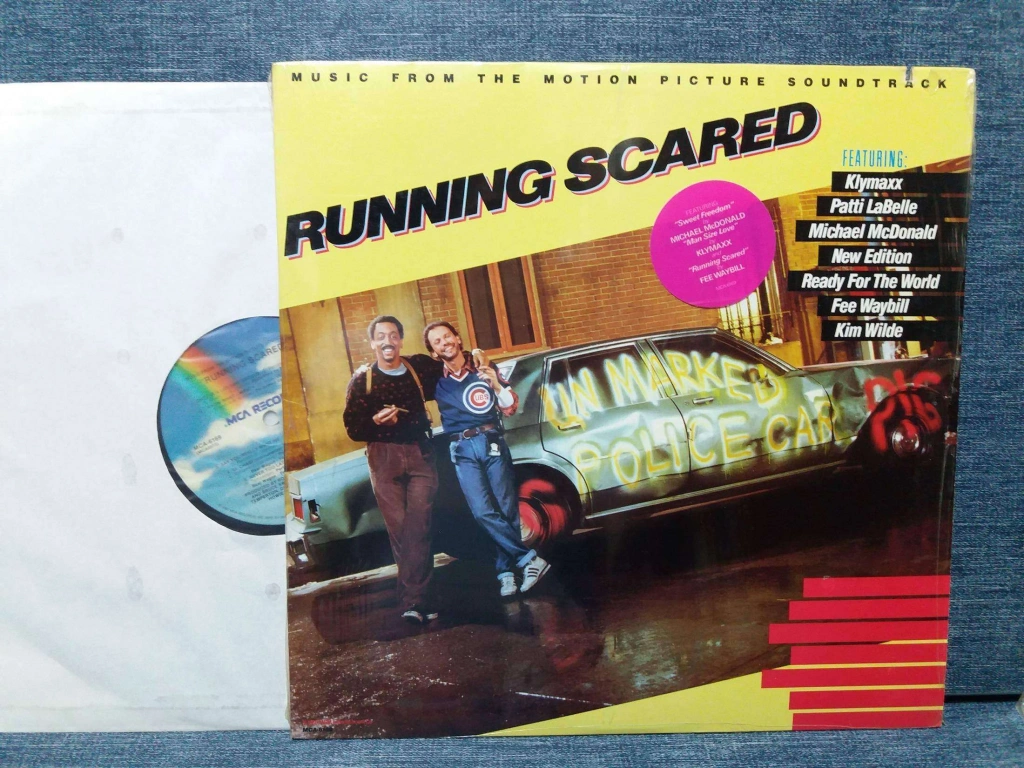 MUSIC FROM THE MOTION PICTURE SOUNDTRACK
RUNNING SCARED
FEATURING:
Klymaxx
Patti LaBelle
Michael McDonald
New Edition
Ready For The World
Fee Waybill
Kim Wilde
FEATURING
"Sweet Freedom"
MICHAEL McDONALD
"Man Size Love"
KLYMAXX
"Running Scared"
FEE WAYBILL
UN MARKED
POLICE CAR
PIG
CUBS
MCA RECO